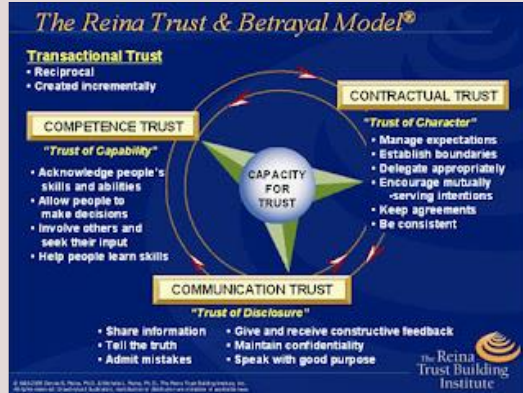 The Reina Trust & Betrayal Model®
Transactional Trust
• Reciprocal
• Created incrementally
COMPETENCE TRUST
"Trust of Capability"
• Acknowledge people's
skills and abilities
• Allow people to
make decisions
• Involve others and
seek their input
• Help people learn skills
CAPACITY
FOR
TRUST
CONTRACTUAL TRUST
"Trust of Character"
• Manage expectations
• Establish boundaries
• Delegate appropriately
• Encourage mutually
-serving intentions
• Keep agreements
• Be consistent
COMMUNICATION TRUST
"Trust of Disclosure"
• Share information
• Tell the truth
• Admit mistakes
• Give and receive constructive feedback
• Maintain confidentiality
• Speak with good purpose
The Reina
Trust Building
Institute